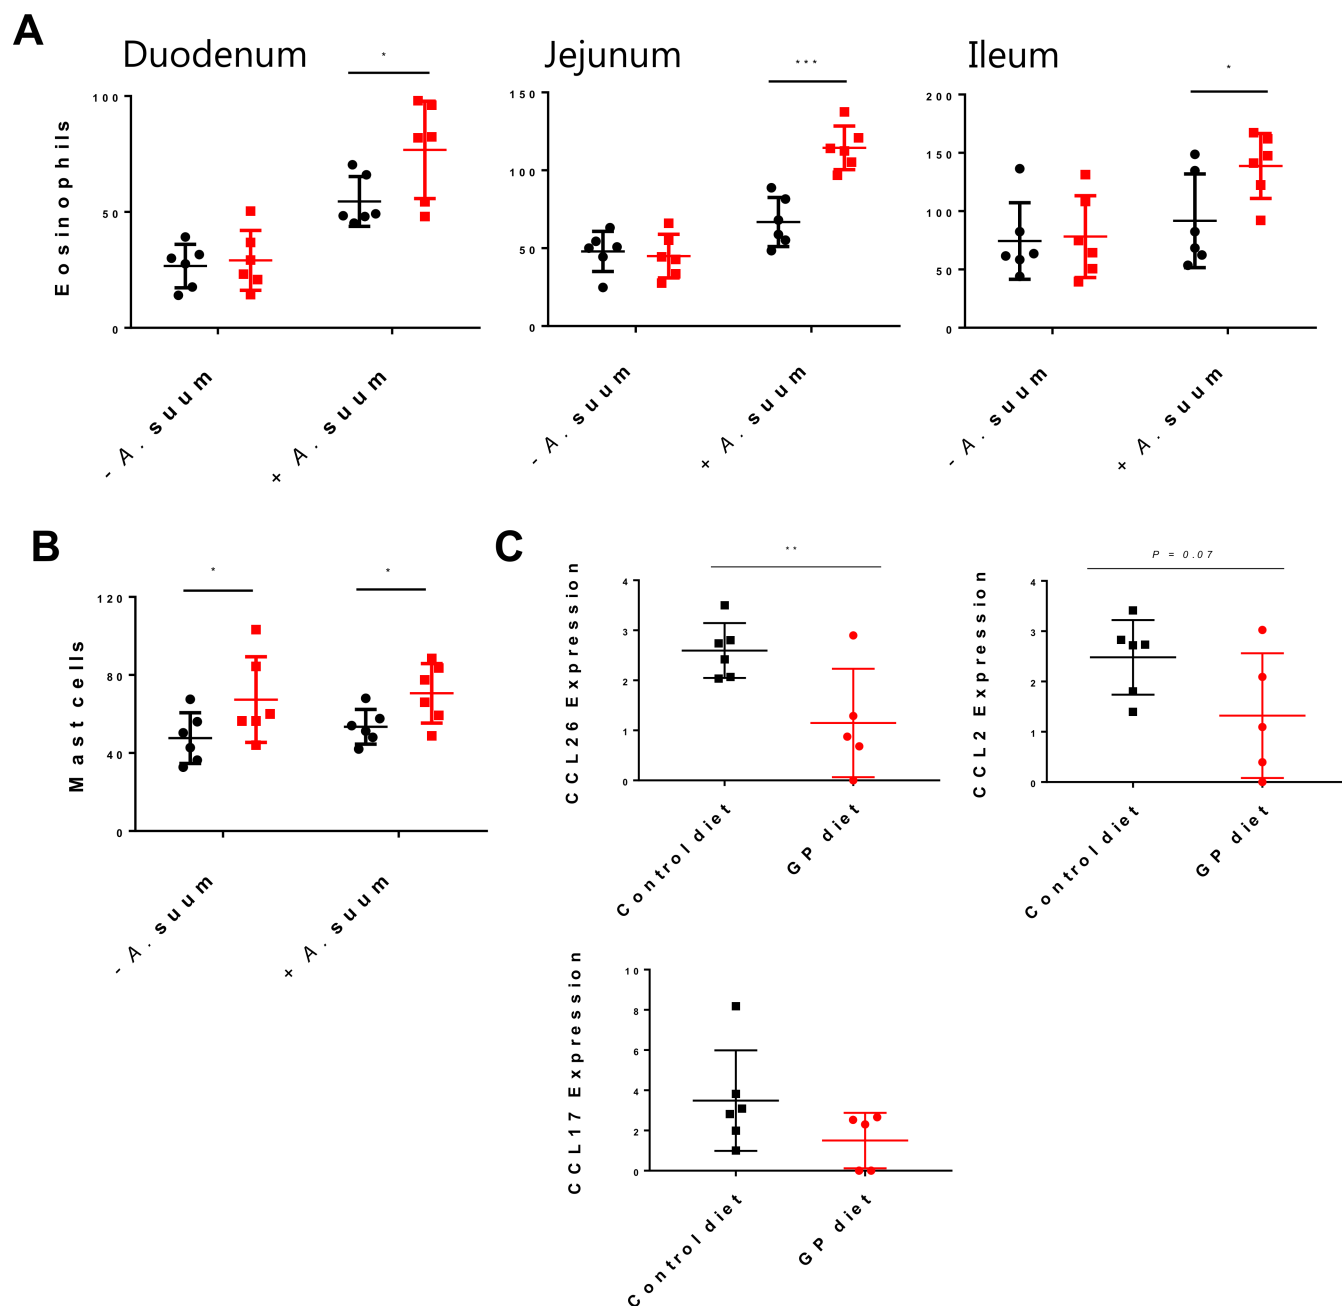 A
Duodenum
Jejunum
Ileum
*
***
*
Eosinophils
100
50
0
150
100
50
0
200
150
100
50
0
- A. suum
+ A. suum
- A. suum
+ A. suum
- A. suum
+ A. suum
B
*
*
Mast cells
120
80
40
0
- A. suum
+ A. suum
C
**
CCL26 Expression
4
3
2
1
0
Control diet
GP diet
P = 0.07
CCL2 Expression
4
3
2
1
0
Control diet
GP diet
CCL17 Expression
10
8
6
4
2
0
Control diet
GP diet